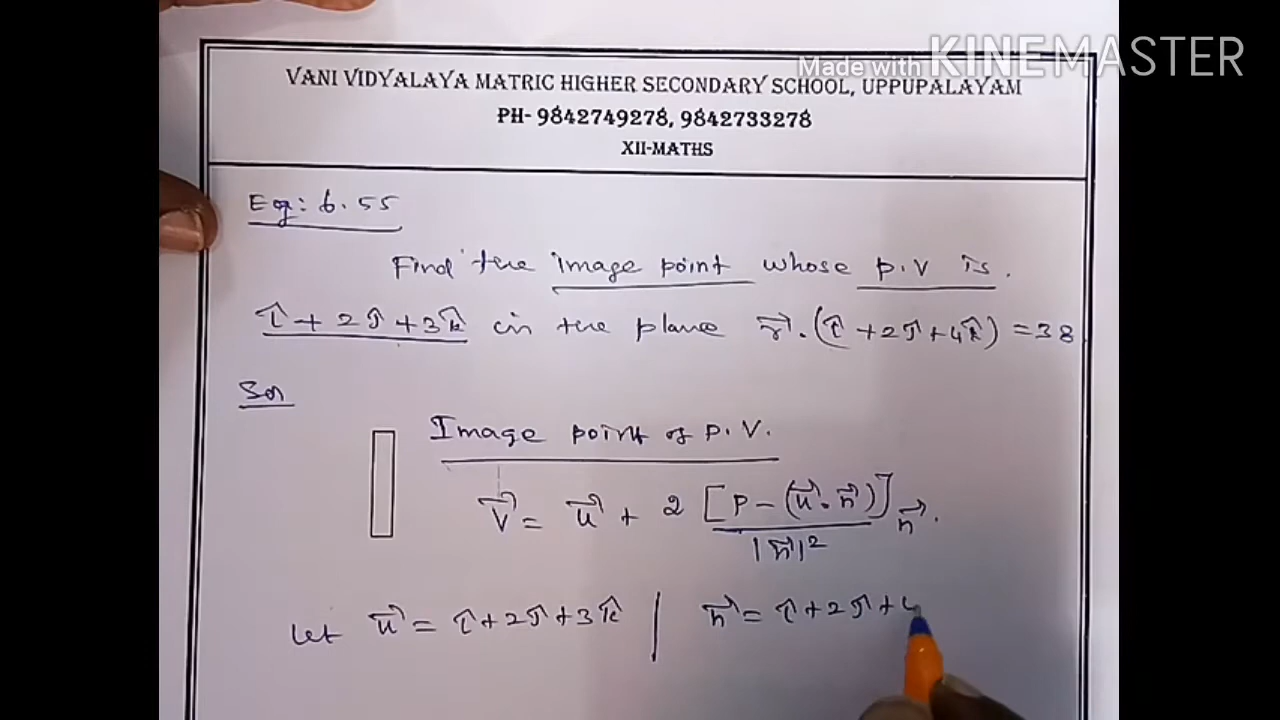 Made with KINEMASTER
VANI VIDYALAYA MATRIC HIGHER SECONDARY SCHOOL, UPPUPALAYAM
PH- 9842749278, 9842733278
XII-MATHS
Eg: 6.55
Find the image point whose p.v is.
î + 2ĵ + 3k̂ in the plane r⃗.(î + 2ĵ + 4k̂) = 38
Sol
Image point of P.V.
v⃗ = u⃗ + 2 [P - (u⃗.n⃗)] / |n⃗|² n⃗.
let u⃗ = î + 2ĵ + 3k̂ | n⃗ = î + 2ĵ + 4